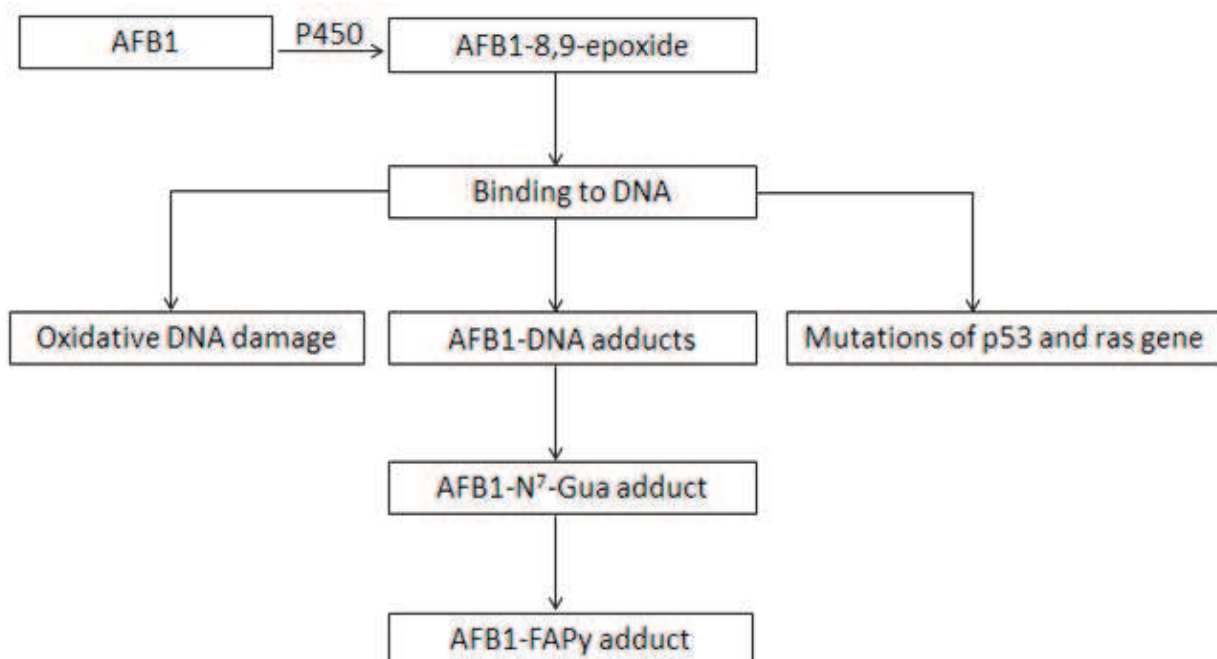 AFB1
P450
AFB1-8,9-epoxide
Binding to DNA
Oxidative DNA damage
AFB1-DNA adducts
Mutations of p53 and ras gene
AFB1-N⁷-Gua adduct
AFB1-FAPy adduct